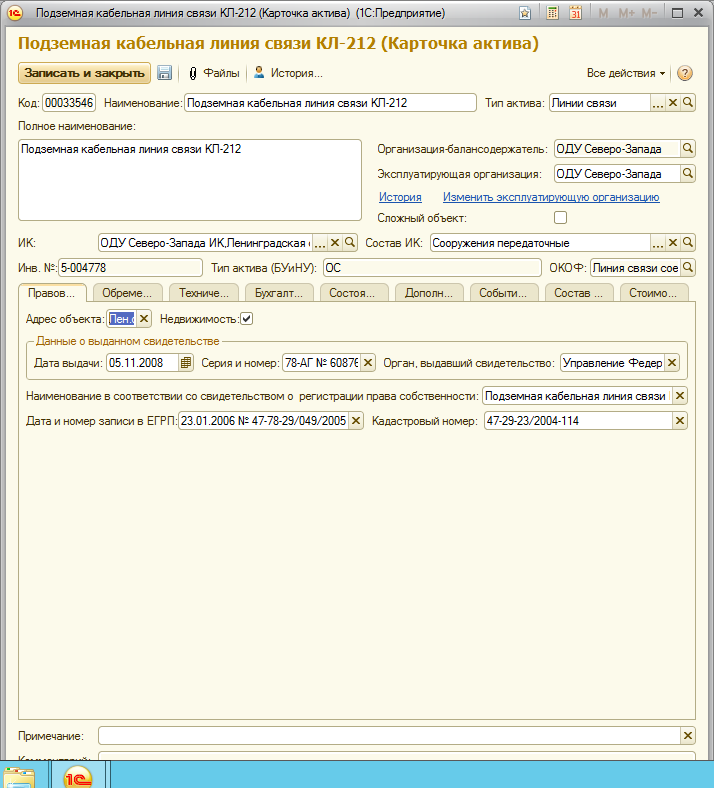 Подземная кабельная линия связи КЛ-212 (Карточка актива) (1С:Предприятие) M M+ M-
Подземная кабельная линия связи КЛ-212 (Карточка актива)
Записать и закрыть Файлы История... Все действия
Код: 00033546 Наименование: Подземная кабельная линия связи КЛ-212 Тип актива: Линии связи ...
Полное наименование:
Подземная кабельная линия связи КЛ-212
Организация-балансодержатель: ОДУ Северо-Запада
Эксплуатирующая организация: ОДУ Северо-Запада
История Изменить эксплуатирующую организацию
Сложный объект:
ИК: ОДУ Северо-Запада ИК,Ленинградская ... Состав ИК: Сооружения передаточные ...
Инв. №: 5-004778 Тип актива (БУиНУ): ОС ОКОФ: Линия связи сое
Правов... Обреме... Техниче... Бухгалт... Состоя... Дополн... Событи... Состав ... Стоимо...
Адрес объекта: Лен.о Недвижимость:
Данные о выданном свидетельстве
Дата выдачи: 05.11.2008 Серия и номер: 78-АГ № 60876 Орган, выдавший свидетельство: Управление Федер
Наименование в соответствии со свидетельством о регистрации права собственности: Подземная кабельная линия связи
Дата и номер записи в ЕГРП: 23.01.2006 № 47-78-29/049/2005 Кадастровый номер: 47-29-23/2004-114
Примечание:
Комментарий: